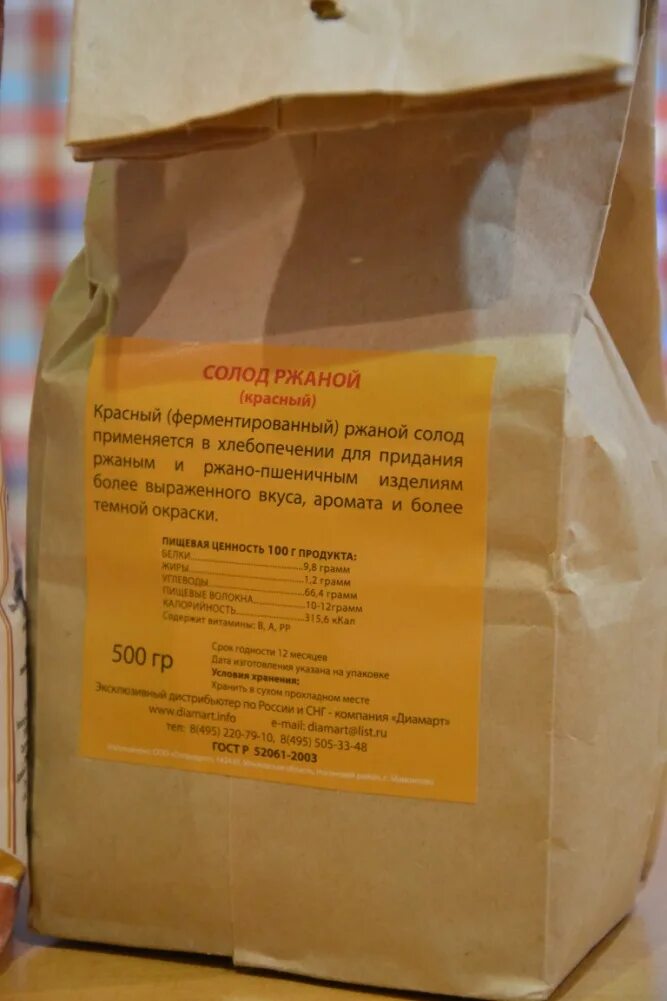 СОЛОД РЖАНОЙ
(красный)
Красный (ферментированный) ржаной солод
применяется в хлебопечении для придания
ржаным и ржано-пшеничным изделиям
более выраженного вкуса, аромата и более
темной окраски.
ПИЩЕВАЯ ЦЕННОСТЬ 100 Г ПРОДУКТА:
БЕЛКИ...........................9,8 грамм
ЖИРЫ...........................1,2 грамм
УГЛЕВОДЫ.......................66,4 грамм
ПИЩЕВЫЕ ВОЛОКНА.............10-12грамм
КАЛОРИЙНОСТЬ..................315,6 кКал
Содержит витамины: В, А, РР
500 гр
Срок годности 12 месяцев
Дата изготовления указана на упаковке
Условия хранения:
Хранить в сухом прохладном месте
Эксклюзивный дистрибьютер по России и СНГ - компания «Диамарт»
www.diamart.info e-mail: diamart@list.ru
тел: 8(495) 220-79-10, 8(495) 505-33-48
ГОСТ Р 52061-2003
ООО Московская область, район, г.